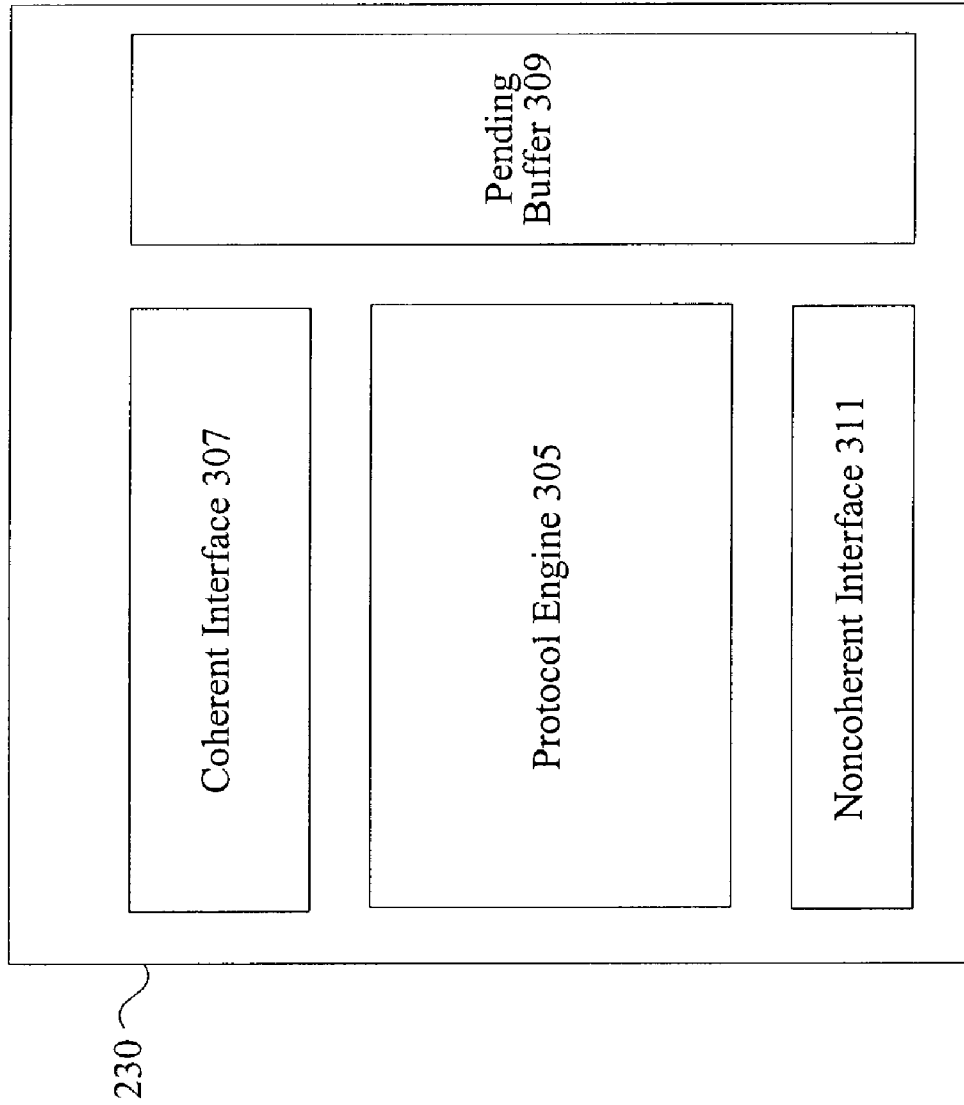 230
Coherent Interface 307
Protocol Engine 305
Noncoherent Interface 311
Pending
Buffer 309